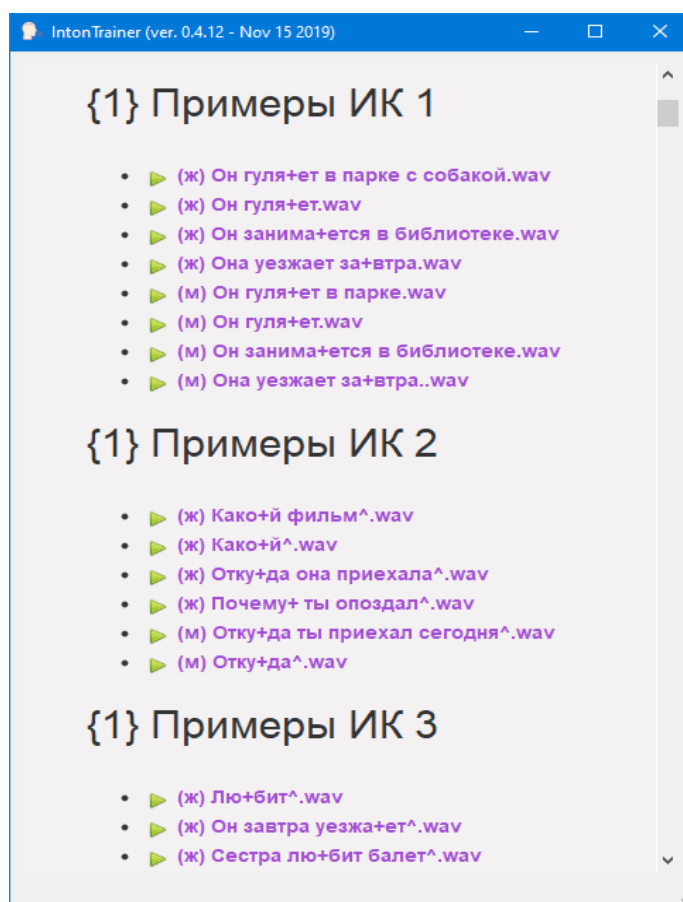 IntonTrainer (ver. 0.4.12 - Nov 15 2019)
{1} Примеры ИК 1
(ж) Он гуля+ет в парке с собакой.wav
(ж) Он гуля+ет.wav
(ж) Он занима+ется в библиотеке.wav
(ж) Она уезжает за+втра.wav
(м) Он гуля+ет в парке.wav
(м) Он гуля+ет.wav
(м) Он занима+ется в библиотеке.wav
(м) Она уезжает за+втра..wav
{1} Примеры ИК 2
(ж) Како+й фильм^.wav
(ж) Како+й^.wav
(ж) Отку+да она приехала^.wav
(ж) Почему+ ты опоздал^.wav
(м) Отку+да ты приехал сегодня^.wav
(м) Отку+да^.wav
{1} Примеры ИК 3
(ж) Лю+бит^.wav
(ж) Он завтра уезжа+ет^.wav
(ж) Сестра лю+бит балет^.wav